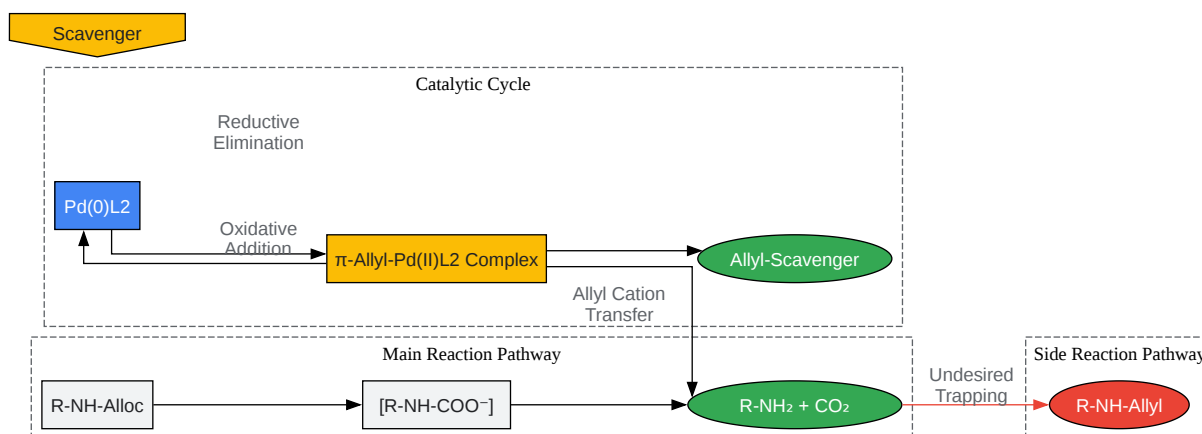 Scavenger
Catalytic Cycle
Reductive
Elimination
Pd(0)L2
Oxidative
Addition
π-Allyl-Pd(II)L2 Complex
Allyl-Scavenger
Allyl Cation
Transfer
Main Reaction Pathway
Side Reaction Pathway
Undesired
Trapping
R-NH-Alloc
[R-NH-COO⁻]
R-NH₂ + CO₂
R-NH-Allyl